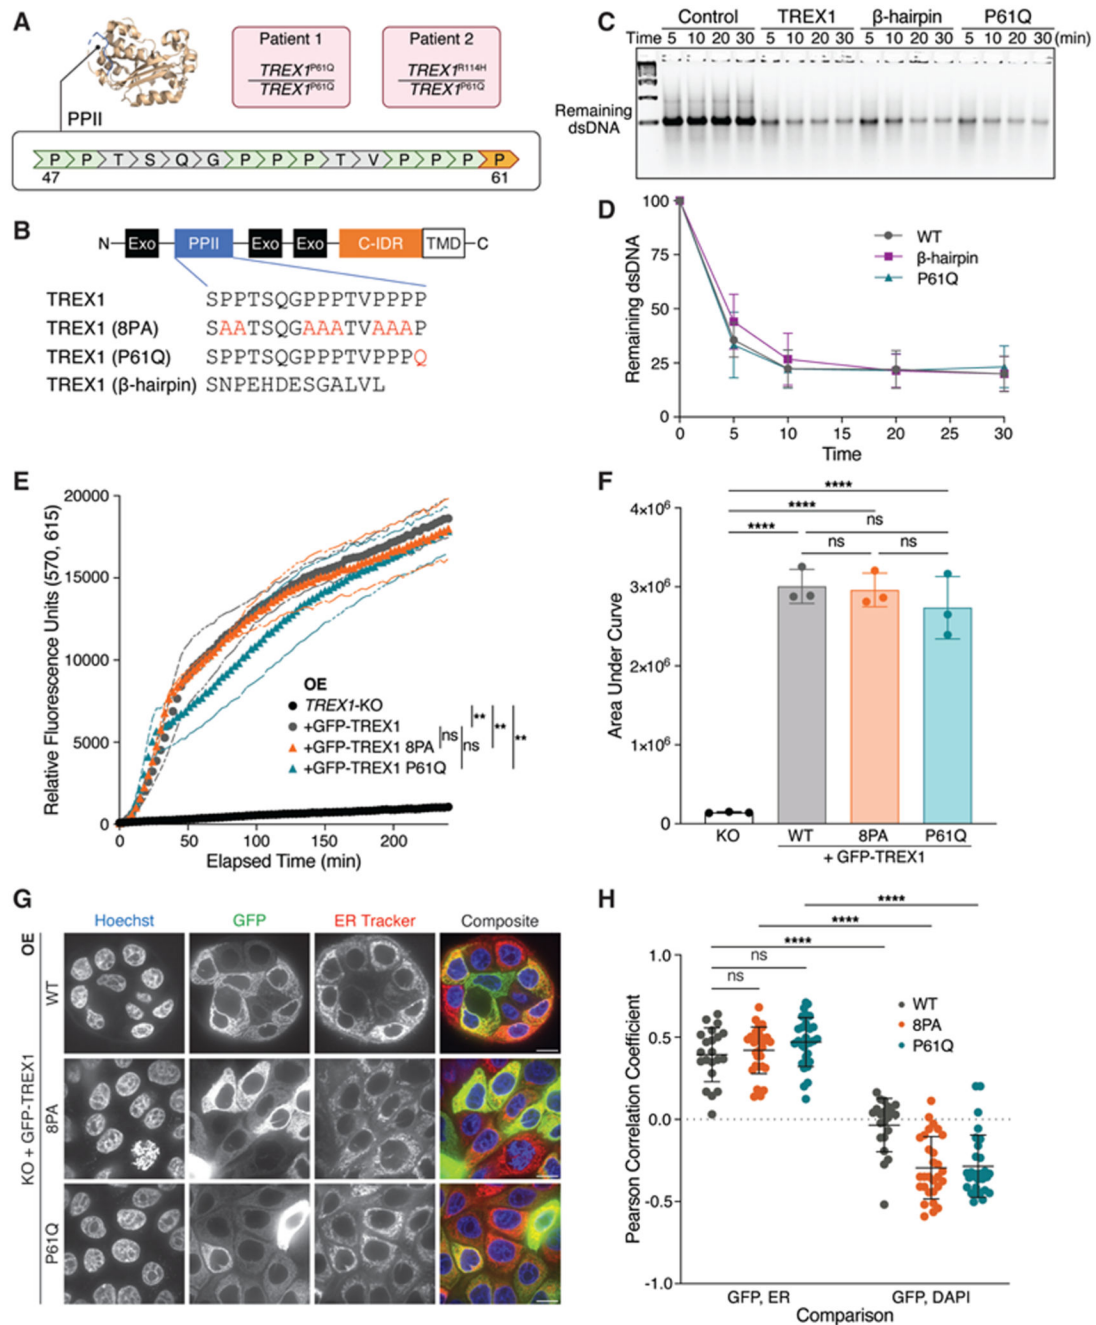 A
Patient 1
TREX1P61Q
TREX1P61Q
Patient 2
TREX1R114H
TREX1P61Q
PPII
P P T S Q G P P P T V P P P P
47 61
B
N Exo PPII Exo Exo C-IDR TMD C
TREX1 SPPTSQGPPPTVPPPP
TREX1 (8PA) SAATSQGAAATVAAAP
TREX1 (P61Q) SPPTSQGPPPTVPPPQ
TREX1 (β-hairpin) SNPEHDESGALVL
C
Control TREX1 β-hairpin P61Q
Time 5 10 20 30 5 10 20 30 5 10 20 30 5 10 20 30 (min)
Remaining
dsDNA
D
Remaining dsDNA
100
75
50
25
0
WT
β-hairpin
P61Q
0 5 10 15 20 25 30
Time
E
Relative Fluorescence Units (570, 615)
20000
15000
10000
5000
0
OE
TREX1-KO
+GFP-TREX1
+GFP-TREX1 8PA
+GFP-TREX1 P61Q
ns
ns
**
**
**
0 50 100 150 200
Elapsed Time (min)
F
Area Under Curve
4x10⁶
3x10⁶
2x10⁶
1x10⁶
0
****
****
ns
****
ns
ns
KO WT 8PA P61Q
+ GFP-TREX1
G
Hoechst GFP ER Tracker Composite
OE
KO + GFP-TREX1
WT
8PA
P61Q
H
Pearson Correlation Coefficient
****
****
****
ns
ns
1.0
0.5
0.0
-0.5
-1.0
WT
8PA
P61Q
GFP, ER GFP, DAPI
Comparison